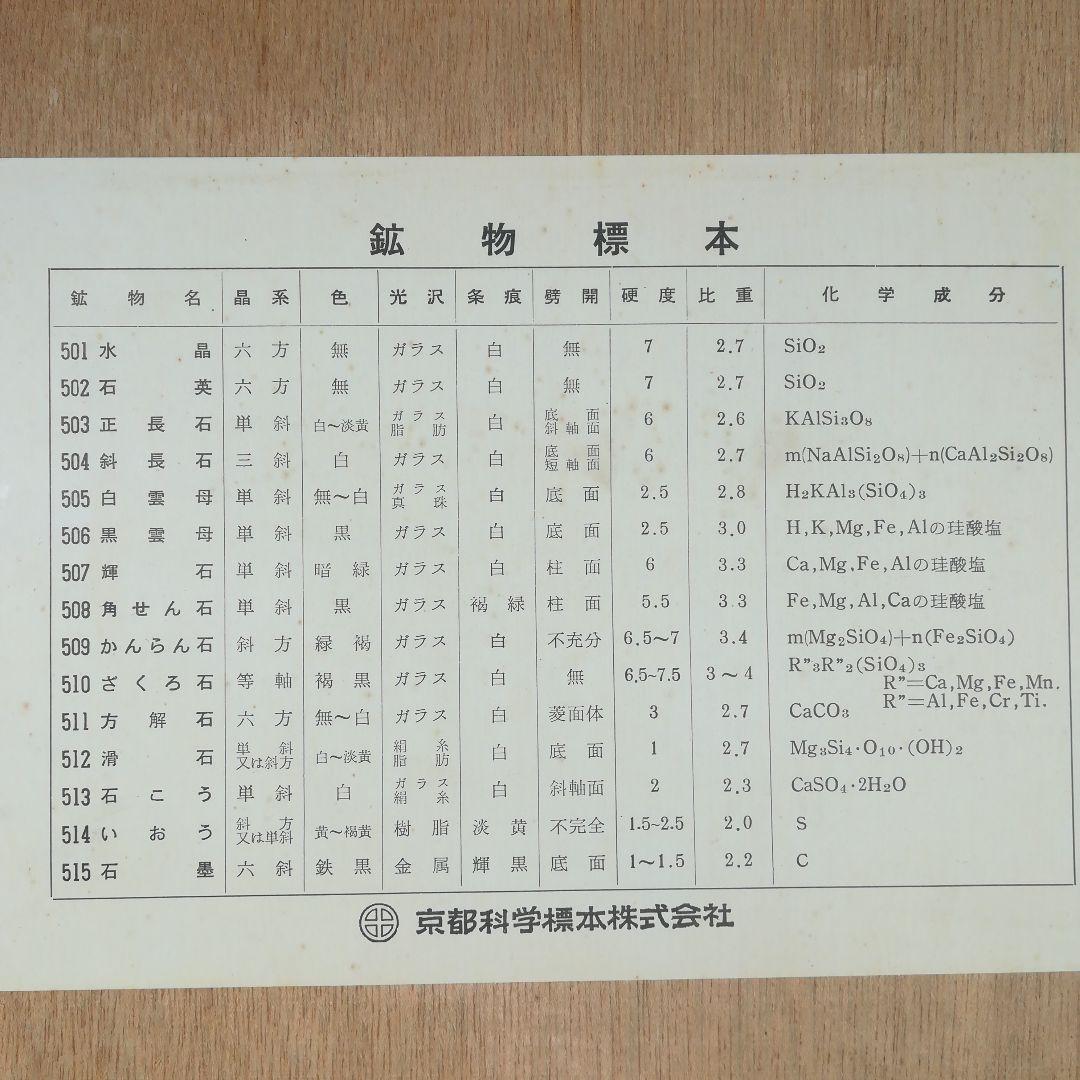 鉱物標本
鉱物名 晶系 色 光沢 条痕 劈開 硬度 比重 化学成分
501 水晶 六方 無 ガラス 白 無 7 2.7 SiO₂
502 石英 六方 無 ガラス 白 無 7 2.7 SiO₂
503 正長石 単斜 白～淡黄 ガラス 脂肪 白 底面 斜軸面 6 2.6 KAlSi₃O₈
504 斜長石 三斜 白 ガラス 白 底面 短軸面 6 2.7 m(NaAlSi₂O₈)+n(CaAl₂Si₂O₈)
505 白雲母 単斜 無～白 ガラス 真珠 白 底面 2.5 2.8 H₂KAl₃(SiO₄)₃
506 黒雲母 単斜 黒 ガラス 白 底面 2.5 3.0 H,K,Mg,Fe,Alの珪酸塩
507 輝石 単斜 暗緑 ガラス 白 柱面 6 3.3 Ca,Mg,Fe,Alの珪酸塩
508 角せん石 単斜 黒 ガラス 褐緑 柱面 5.5 3.3 Fe,Mg,Al,Caの珪酸塩
509 かんらん石 斜方 緑褐 ガラス 白 不充分 6.5～7 3.4 m(Mg₂SiO₄)+n(Fe₂SiO₄)
510 ざくろ石 等軸 褐黒 ガラス 白 無 6.5~7.5 3～4 R”₃R”₂(SiO₄)₃
R”=Ca,Mg,Fe,Mn.
R”=Al,Fe,Cr,Ti.
511 方解石 六方 無～白 ガラス 白 菱面体 3 2.7 CaCO₃
512 滑石 単斜 又は斜方 白～淡黄 絹糸 脂肪 白 底面 1 2.7 Mg₃Si₄·O₁₀·(OH)₂
513 石こう 単斜 白 ガラス 絹糸 白 斜軸面 2 2.3 CaSO₄·2H₂O
514 いおう 斜方 又は単斜 黄～褐黄 樹脂 淡黄 不完全 1.5~2.5 2.0 S
515 石墨 六斜 鉄黒 金属 輝黒 底面 1～1.5 2.2 C
京都科学標本株式会社